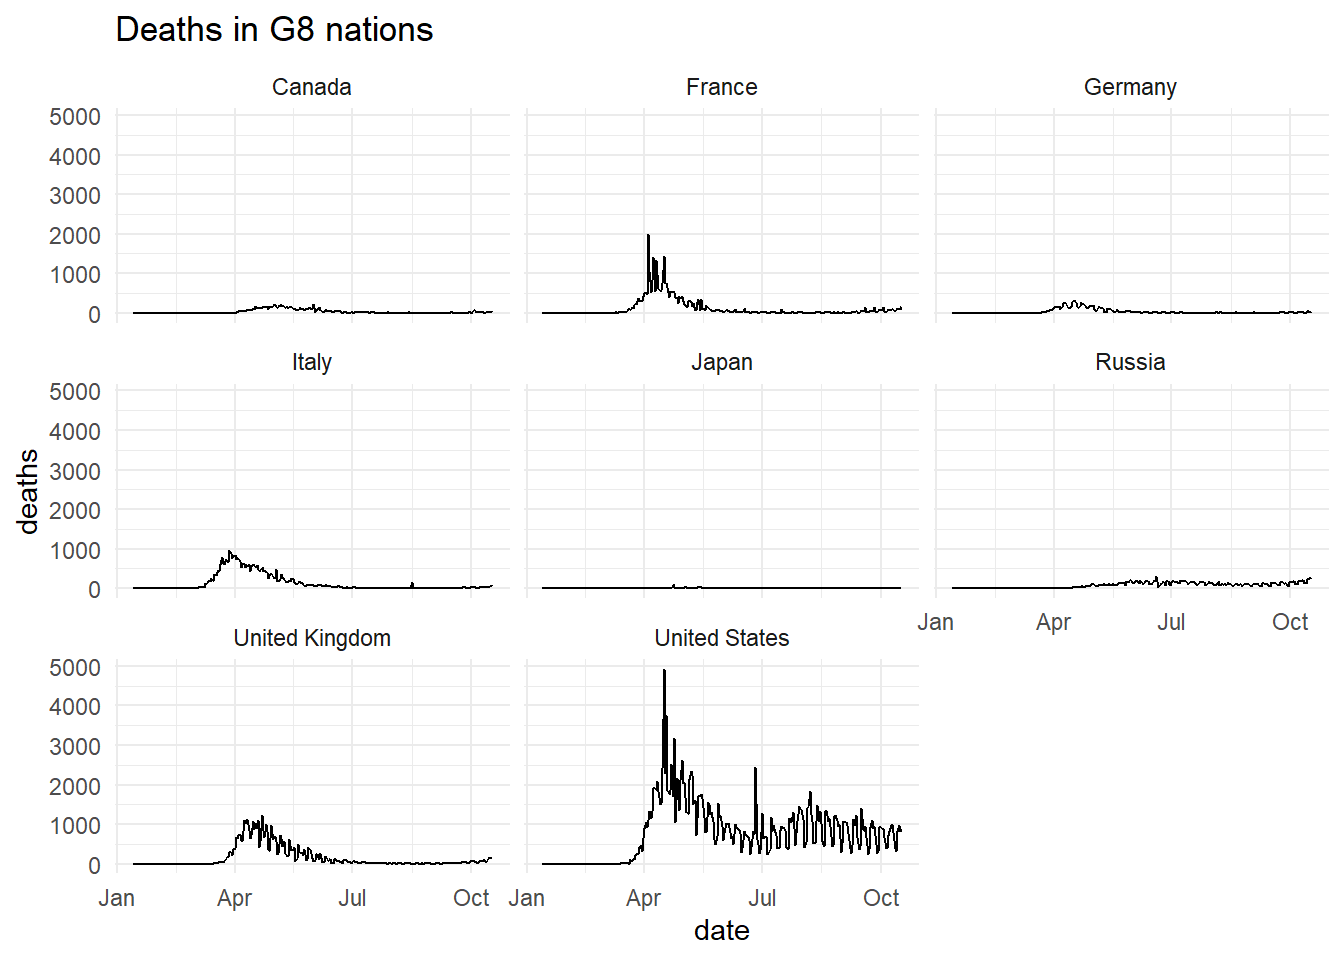 Deaths in G8 nations
Canada France Germany
5000
4000
3000
2000
1000
0
Italy Japan Russia
5000
4000
3000
2000
1000
0
Jan Apr Jul Oct
United Kingdom United States
5000
4000
3000
2000
1000
0
Jan Apr Jul Oct Jan Apr Jul Oct
date
deaths